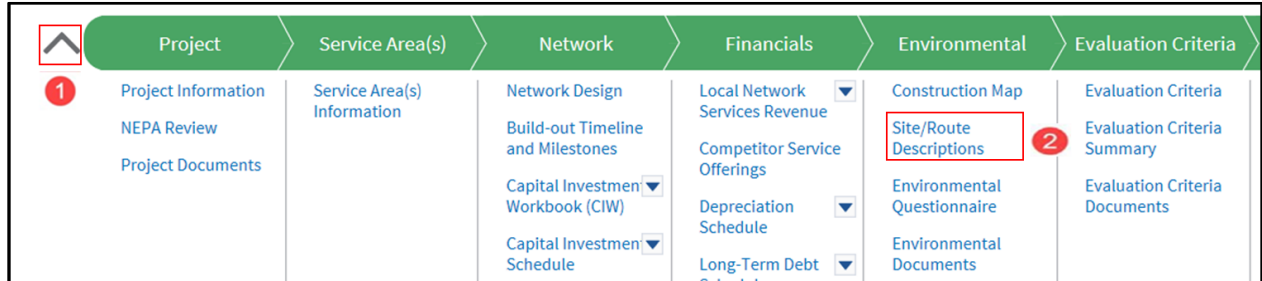 Project
Service Area(s)
Network
Financials
Environmental
Evaluation Criteria
1
Project Information
NEPA Review
Project Documents
Service Area(s)
Information
Network Design
Build-out Timeline
and Milestones
Capital Investmen
Workbook (CIW)
Capital Investmen
Schedule
Local Network
Services Revenue
Competitor Service
Offerings
Depreciation
Schedule
Long-Term Debt
Construction Map
Site/Route
Descriptions
2
Environmental
Questionnaire
Environmental
Documents
Evaluation Criteria
Evaluation Criteria
Summary
Evaluation Criteria
Documents